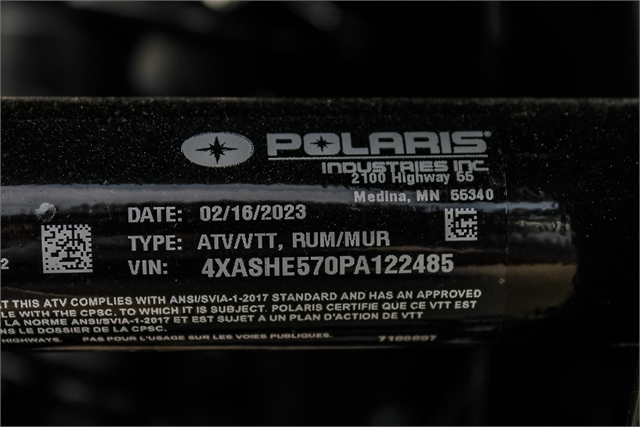 POLARIS
INDUSTRIES INC.
2100 Highway 55
Medina, MN 55340
DATE: 02/16/2023
TYPE: ATV/VTT, RUM/MUR
2
VIN: 4XASHE570PA122485
T THIS ATV COMPLIES WITH ANSI/SVIA-1-2017 STANDARD AND HAS AN APPROVED
LE WITH THE CPSC, TO WHICH IT IS SUBJECT. POLARIS CERTIFIE QUE CE VTT EST
LA NORME ANSI/SVIA-1-2017 ET EST SUJET A UN PLAN D'ACTION DE VTT
NS LE DOSSIER DE LA CPSC.
HIGHWAYS. PAS POUR L'USAGE SUR LES VOIES PUBLIQUES.